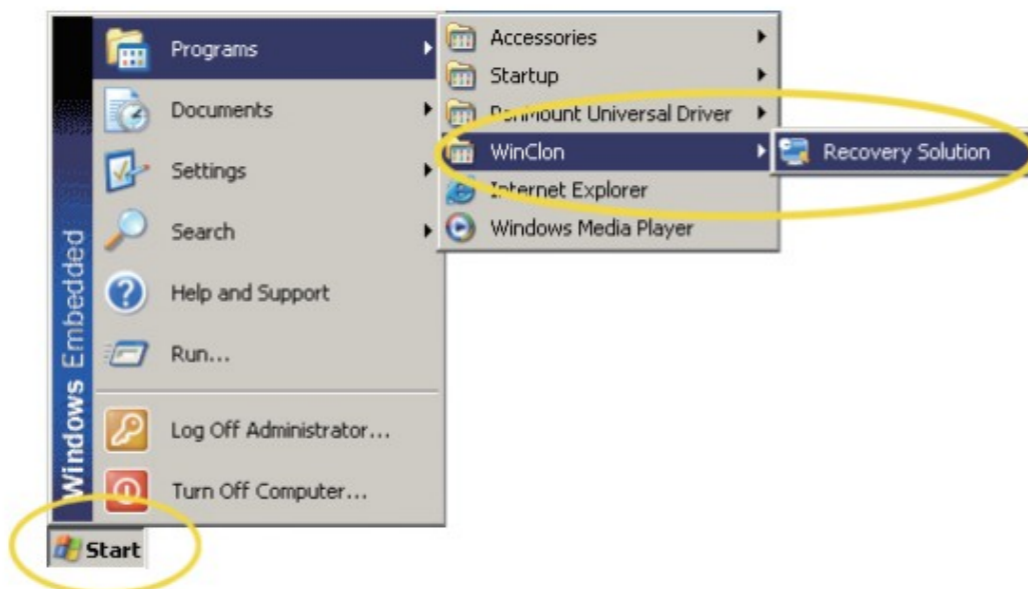 Programs
Documents
Settings
Search
Help and Support
Run...
Log Off Administrator...
Turn Off Computer...
Windows Embedded
Start
Accessories
Startup
PenMount Universal Driver
WinClon
Internet Explorer
Windows Media Player
Recovery Solution